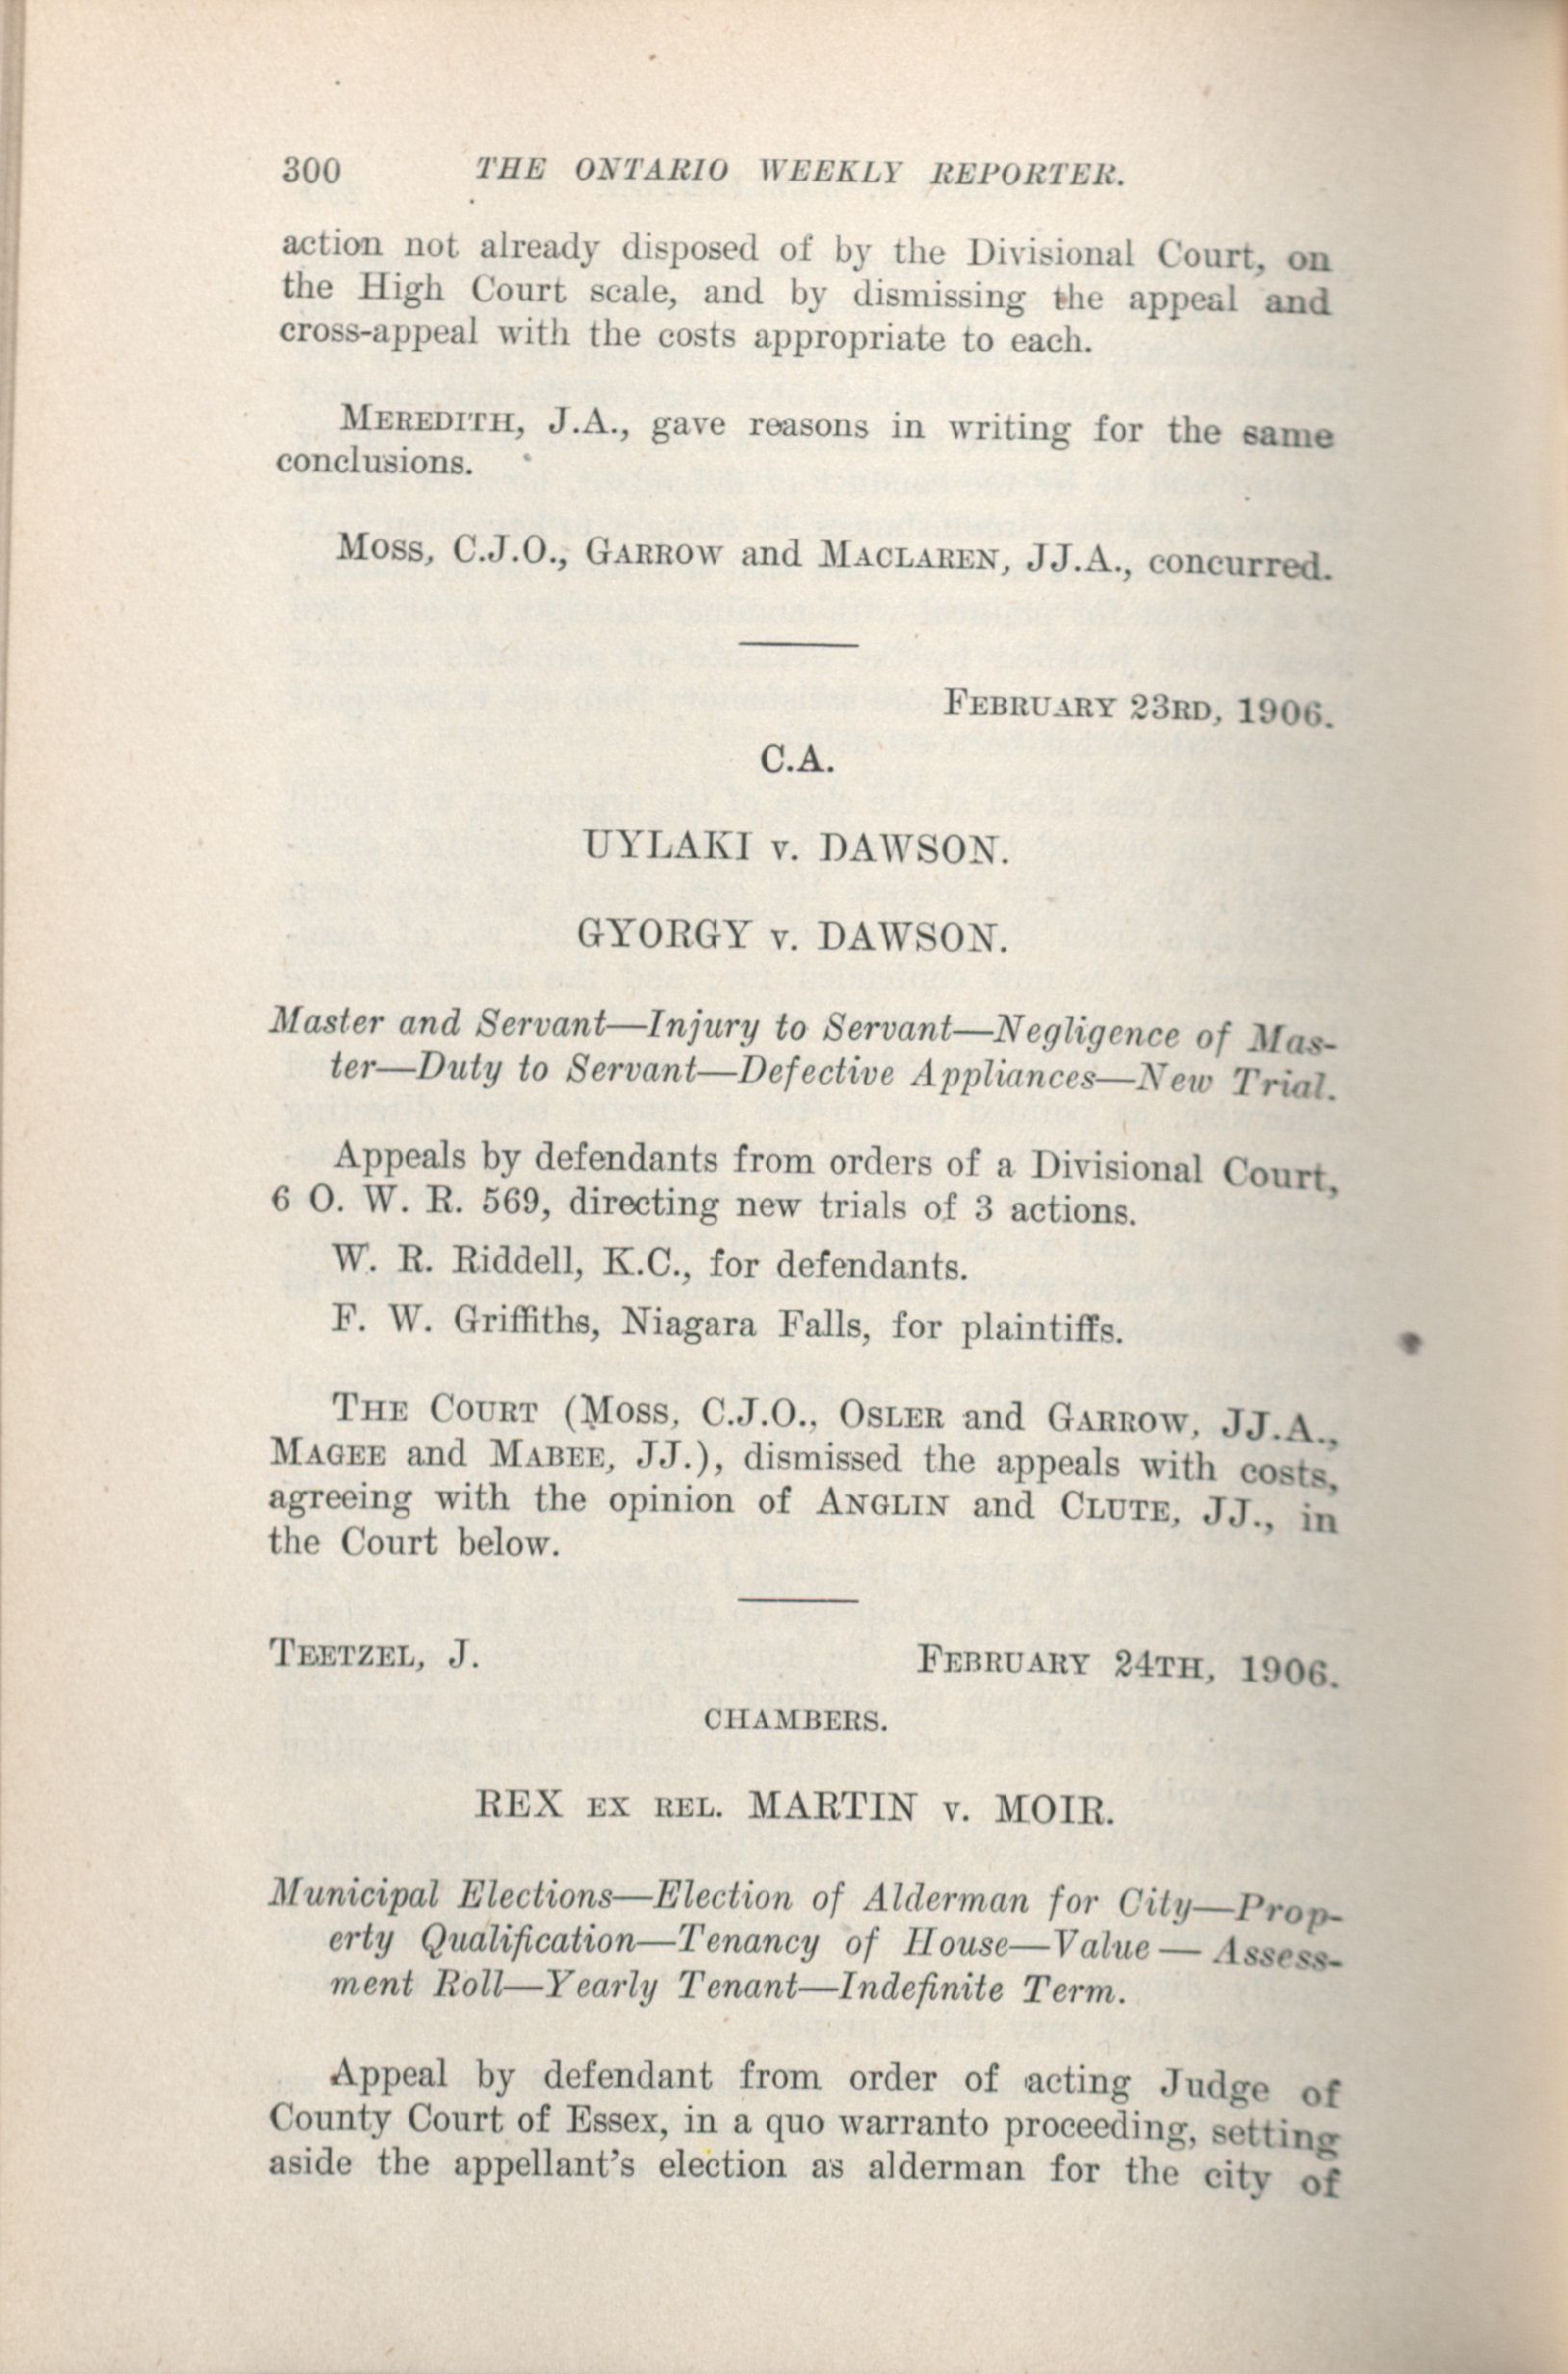 300 THE ONTARIO WEEKLY REPORTER.
action not already disposed of by the Divisional Court, on
the High Court scale, and by dismissing the appeal and
cross-appeal with the costs appropriate to each.
MEREDITH, J.A., gave reasons in writing for the same
conclusions.
MOSS, C.J.O., GARROW and MACLAREN, JJ.A., concurred.
FEBRUARY 23RD, 1906.
C.A.
UYLAKI v. DAWSON.
GYORGY v. DAWSON.
Master and Servant—Injury to Servant—Negligence of Mas-
ter—Duty to Servant—Defective Appliances—New Trial.
Appeals by defendants from orders of a Divisional Court,
6 O. W. R. 569, directing new trials of 3 actions.
W. R. Riddell, K.C., for defendants.
F. W. Griffiths, Niagara Falls, for plaintiffs.
THE COURT (MOSS, C.J.O., OSLER and GARROW, JJ.A.,
MAGEE and MABEE, JJ.), dismissed the appeals with costs,
agreeing with the opinion of ANGLIN and CLUTE, JJ., in
the Court below.
TEETZEL, J. FEBRUARY 24TH, 1906.
CHAMBERS.
REX EX REL. MARTIN v. MOIR.
Municipal Elections—Election of Alderman for City—Prop-
erty Qualification—Tenancy of House—Value — Assess-
ment Roll—Yearly Tenant—Indefinite Term.
Appeal by defendant from order of acting Judge of
County Court of Essex, in a quo warranto proceeding, setting
aside the appellant's election as alderman for the city of